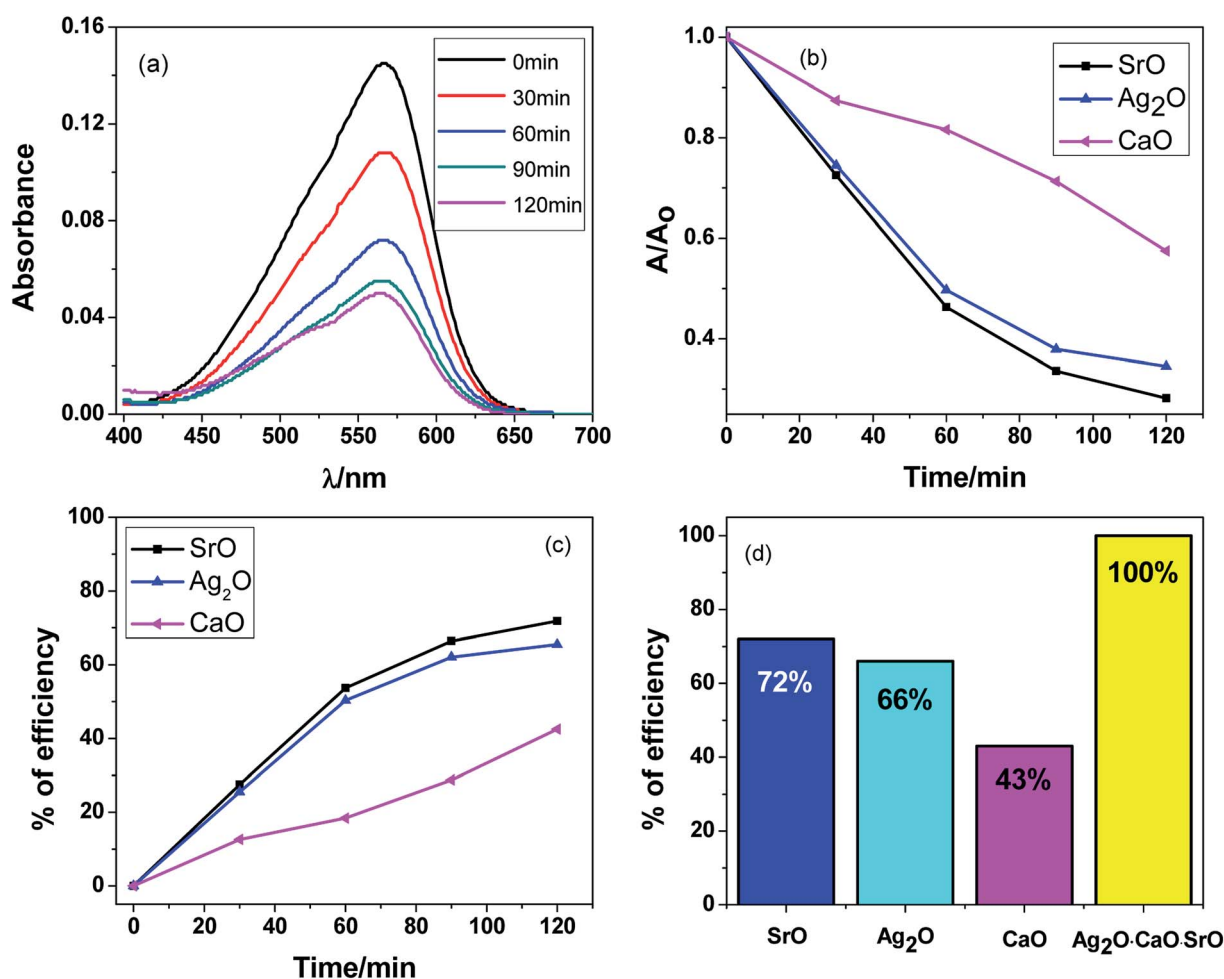 (a)
0min
30min
60min
90min
120min
0.16
0.12
0.08
0.04
0.00
Absorbance
400 450 500 550 600 650 700
λ/nm
(b)
SrO
Ag₂O
CaO
1.0
0.8
0.6
0.4
A/Ao
0 20 40 60 80 100 120
Time/min
SrO
Ag₂O
CaO
(c)
100
80
60
40
20
0
% of efficiency
0 20 40 60 80 100 120
Time/min
(d)
100
80
60
40
20
0
% of efficiency
72%
66%
43%
100%
SrO Ag₂O CaO Ag₂O·CaO·SrO